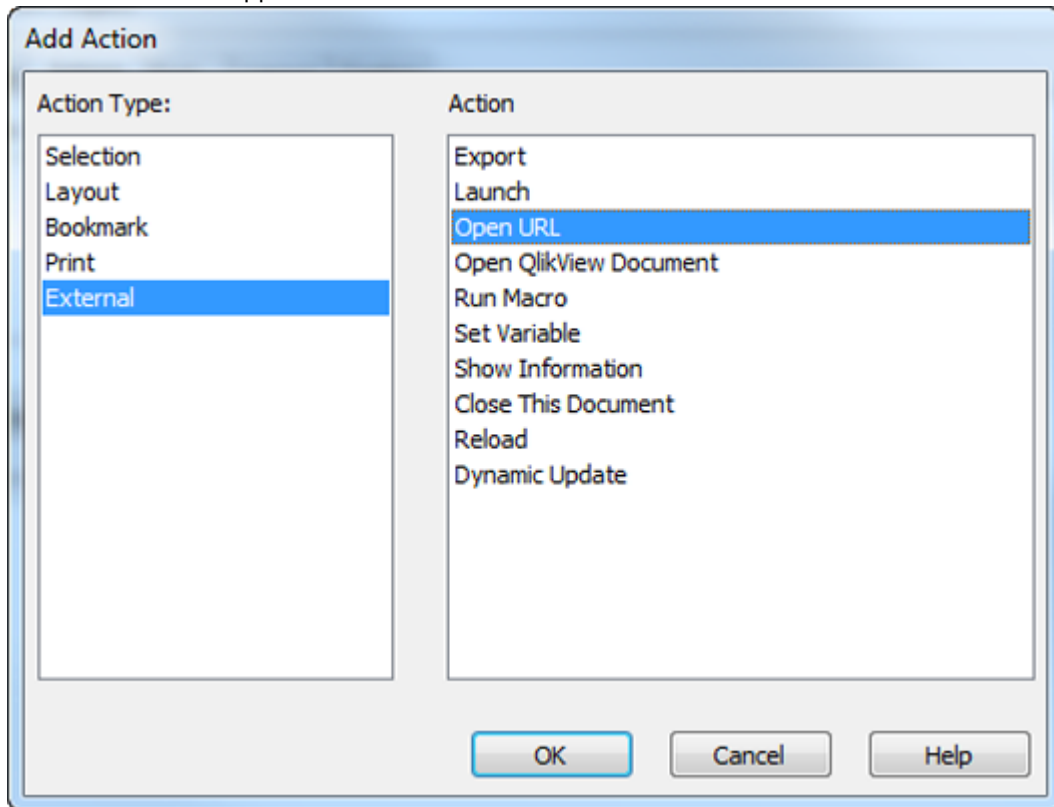 Add Action
Action Type:
Selection
Layout
Bookmark
Print
External
Action
Export
Launch
Open URL
Open QlikView Document
Run Macro
Set Variable
Show Information
Close This Document
Reload
Dynamic Update
OK
Cancel
Help